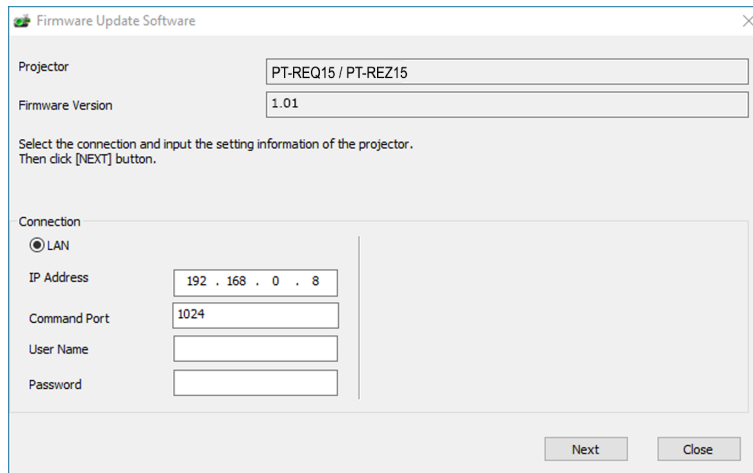 Firmware Update Software
Projector
PT-REQ15 / PT-REZ15
Firmware Version
1.01
Select the connection and input the setting information of the projector.
Then click [NEXT] button.
Connection
LAN
IP Address
192 . 168 . 0 . 8
Command Port
1024
User Name
Password
Next
Close